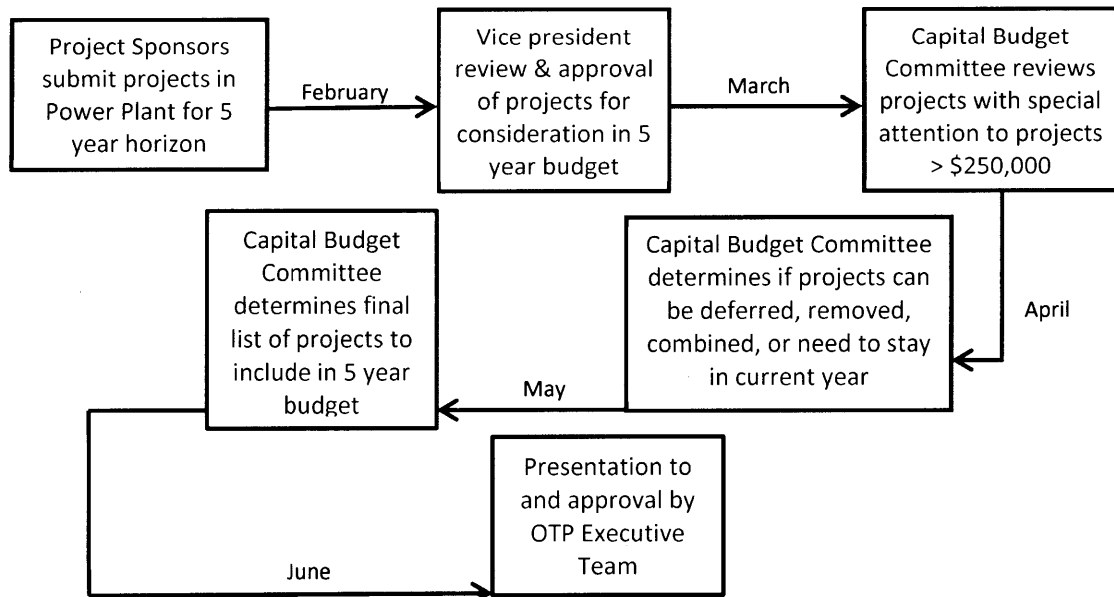 Project Sponsors
submit projects in
Power Plant for 5
year horizon
February
Vice president
review & approval
of projects for
consideration in 5
year budget
March
Capital Budget
Committee reviews
projects with special
attention to projects
> $250,000
April
Capital Budget Committee
determines if projects can
be deferred, removed,
combined, or need to stay
in current year
May
Capital Budget
Committee
determines final
list of projects to
include in 5 year
budget
June
Presentation to
and approval by
OTP Executive
Team